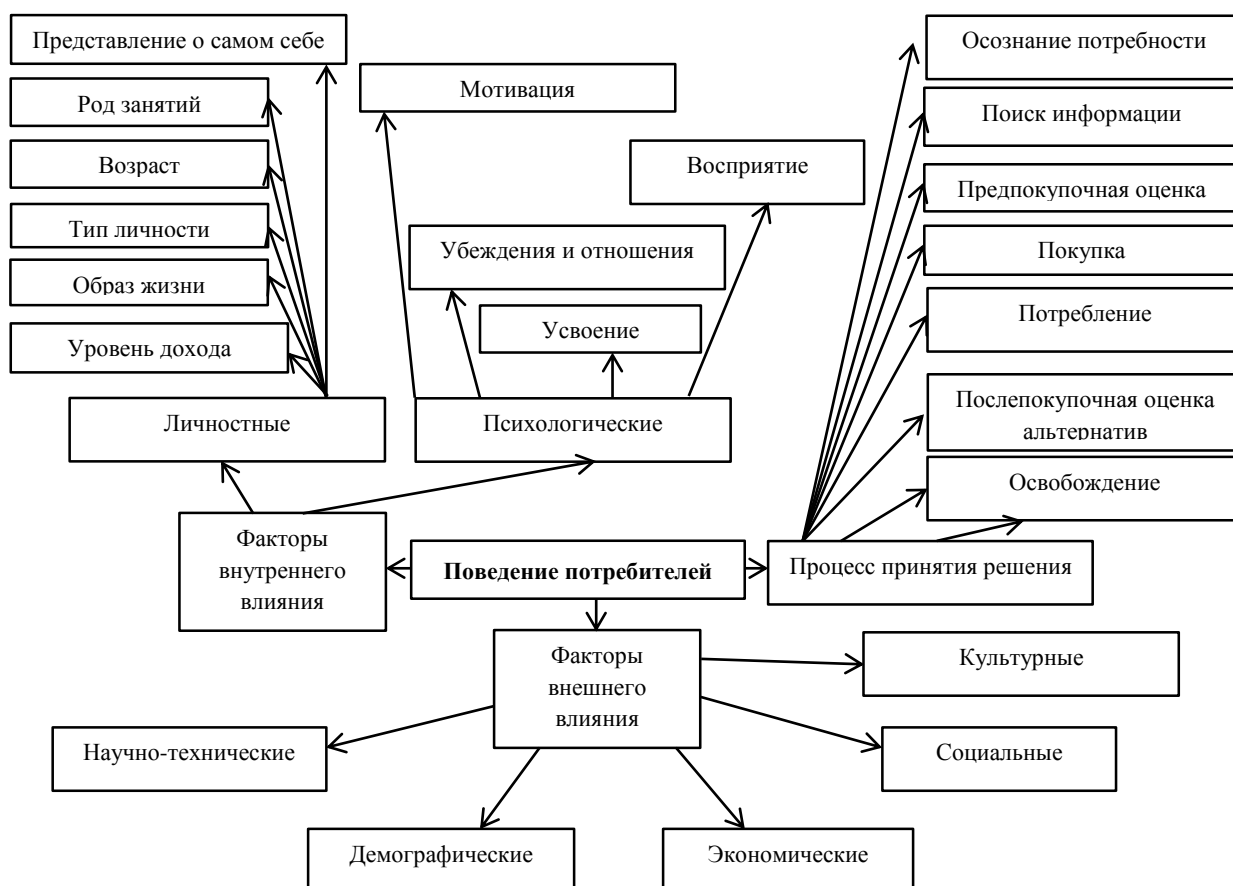 Представление о самом себе
Осознание потребности
Мотивация
Род занятий
Поиск информации
Возраст
Восприятие
Предпокупочная оценка
Тип личности
Убеждения и отношения
Покупка
Образ жизни
Усвоение
Потребление
Уровень дохода
Личностные
Психологические
Послепокупочная оценка
альтернатив
Освобождение
Факторы
внутреннего
влияния
Поведение потребителей
Процесс принятия решения
Факторы
внешнего
влияния
Культурные
Научно-технические
Социальные
Демографические
Экономические